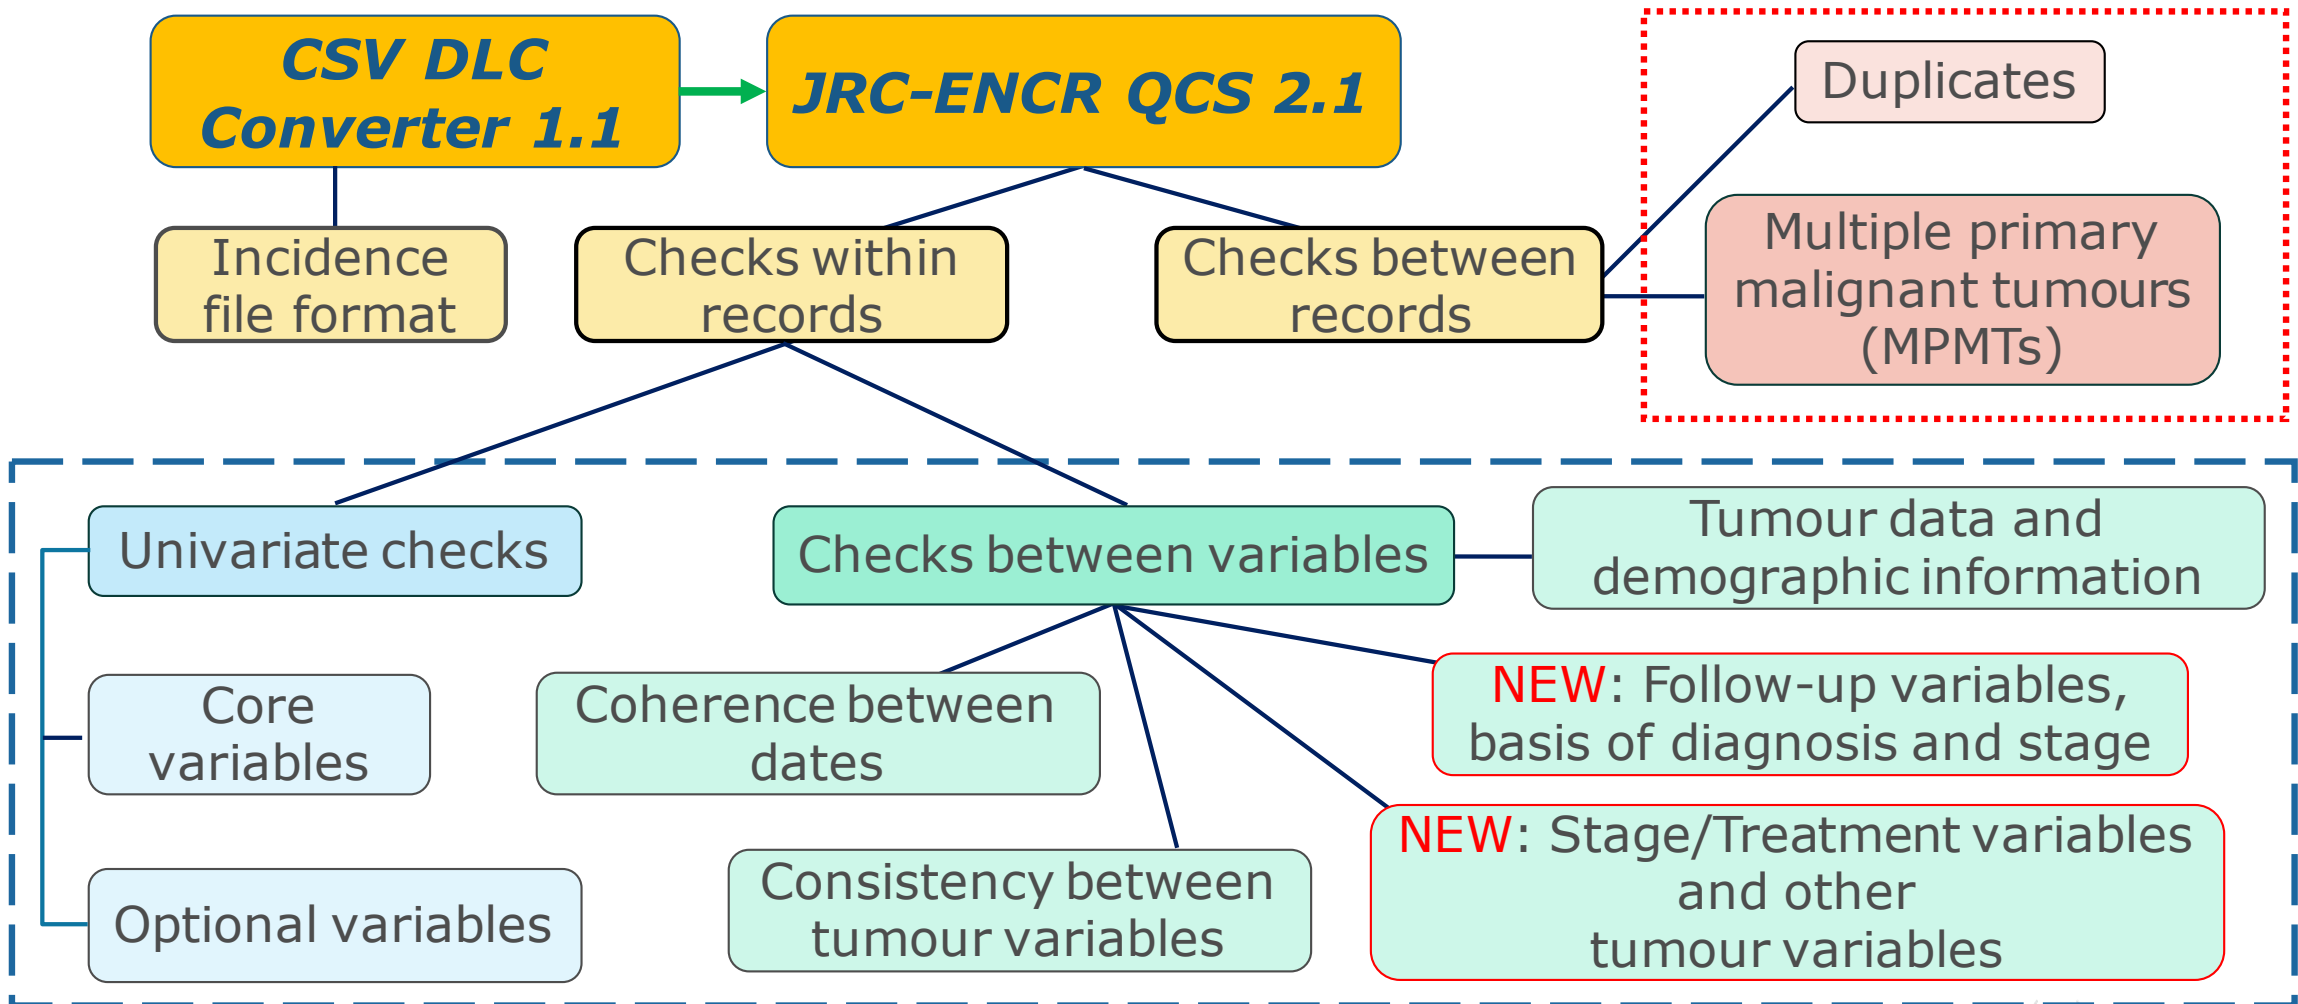 CSV DLC
Converter 1.1
JRC-ENCR QCS 2.1
Duplicates
Multiple primary
malignant tumours
(MPMTs)
Incidence
file format
Checks within
records
Checks between
records
Univariate checks
Checks between variables
Tumour data and
demographic information
Core
variables
Coherence between
dates
NEW: Follow-up variables,
basis of diagnosis and stage
Optional variables
Consistency between
tumour variables
NEW: Stage/Treatment variables
and other
tumour variables